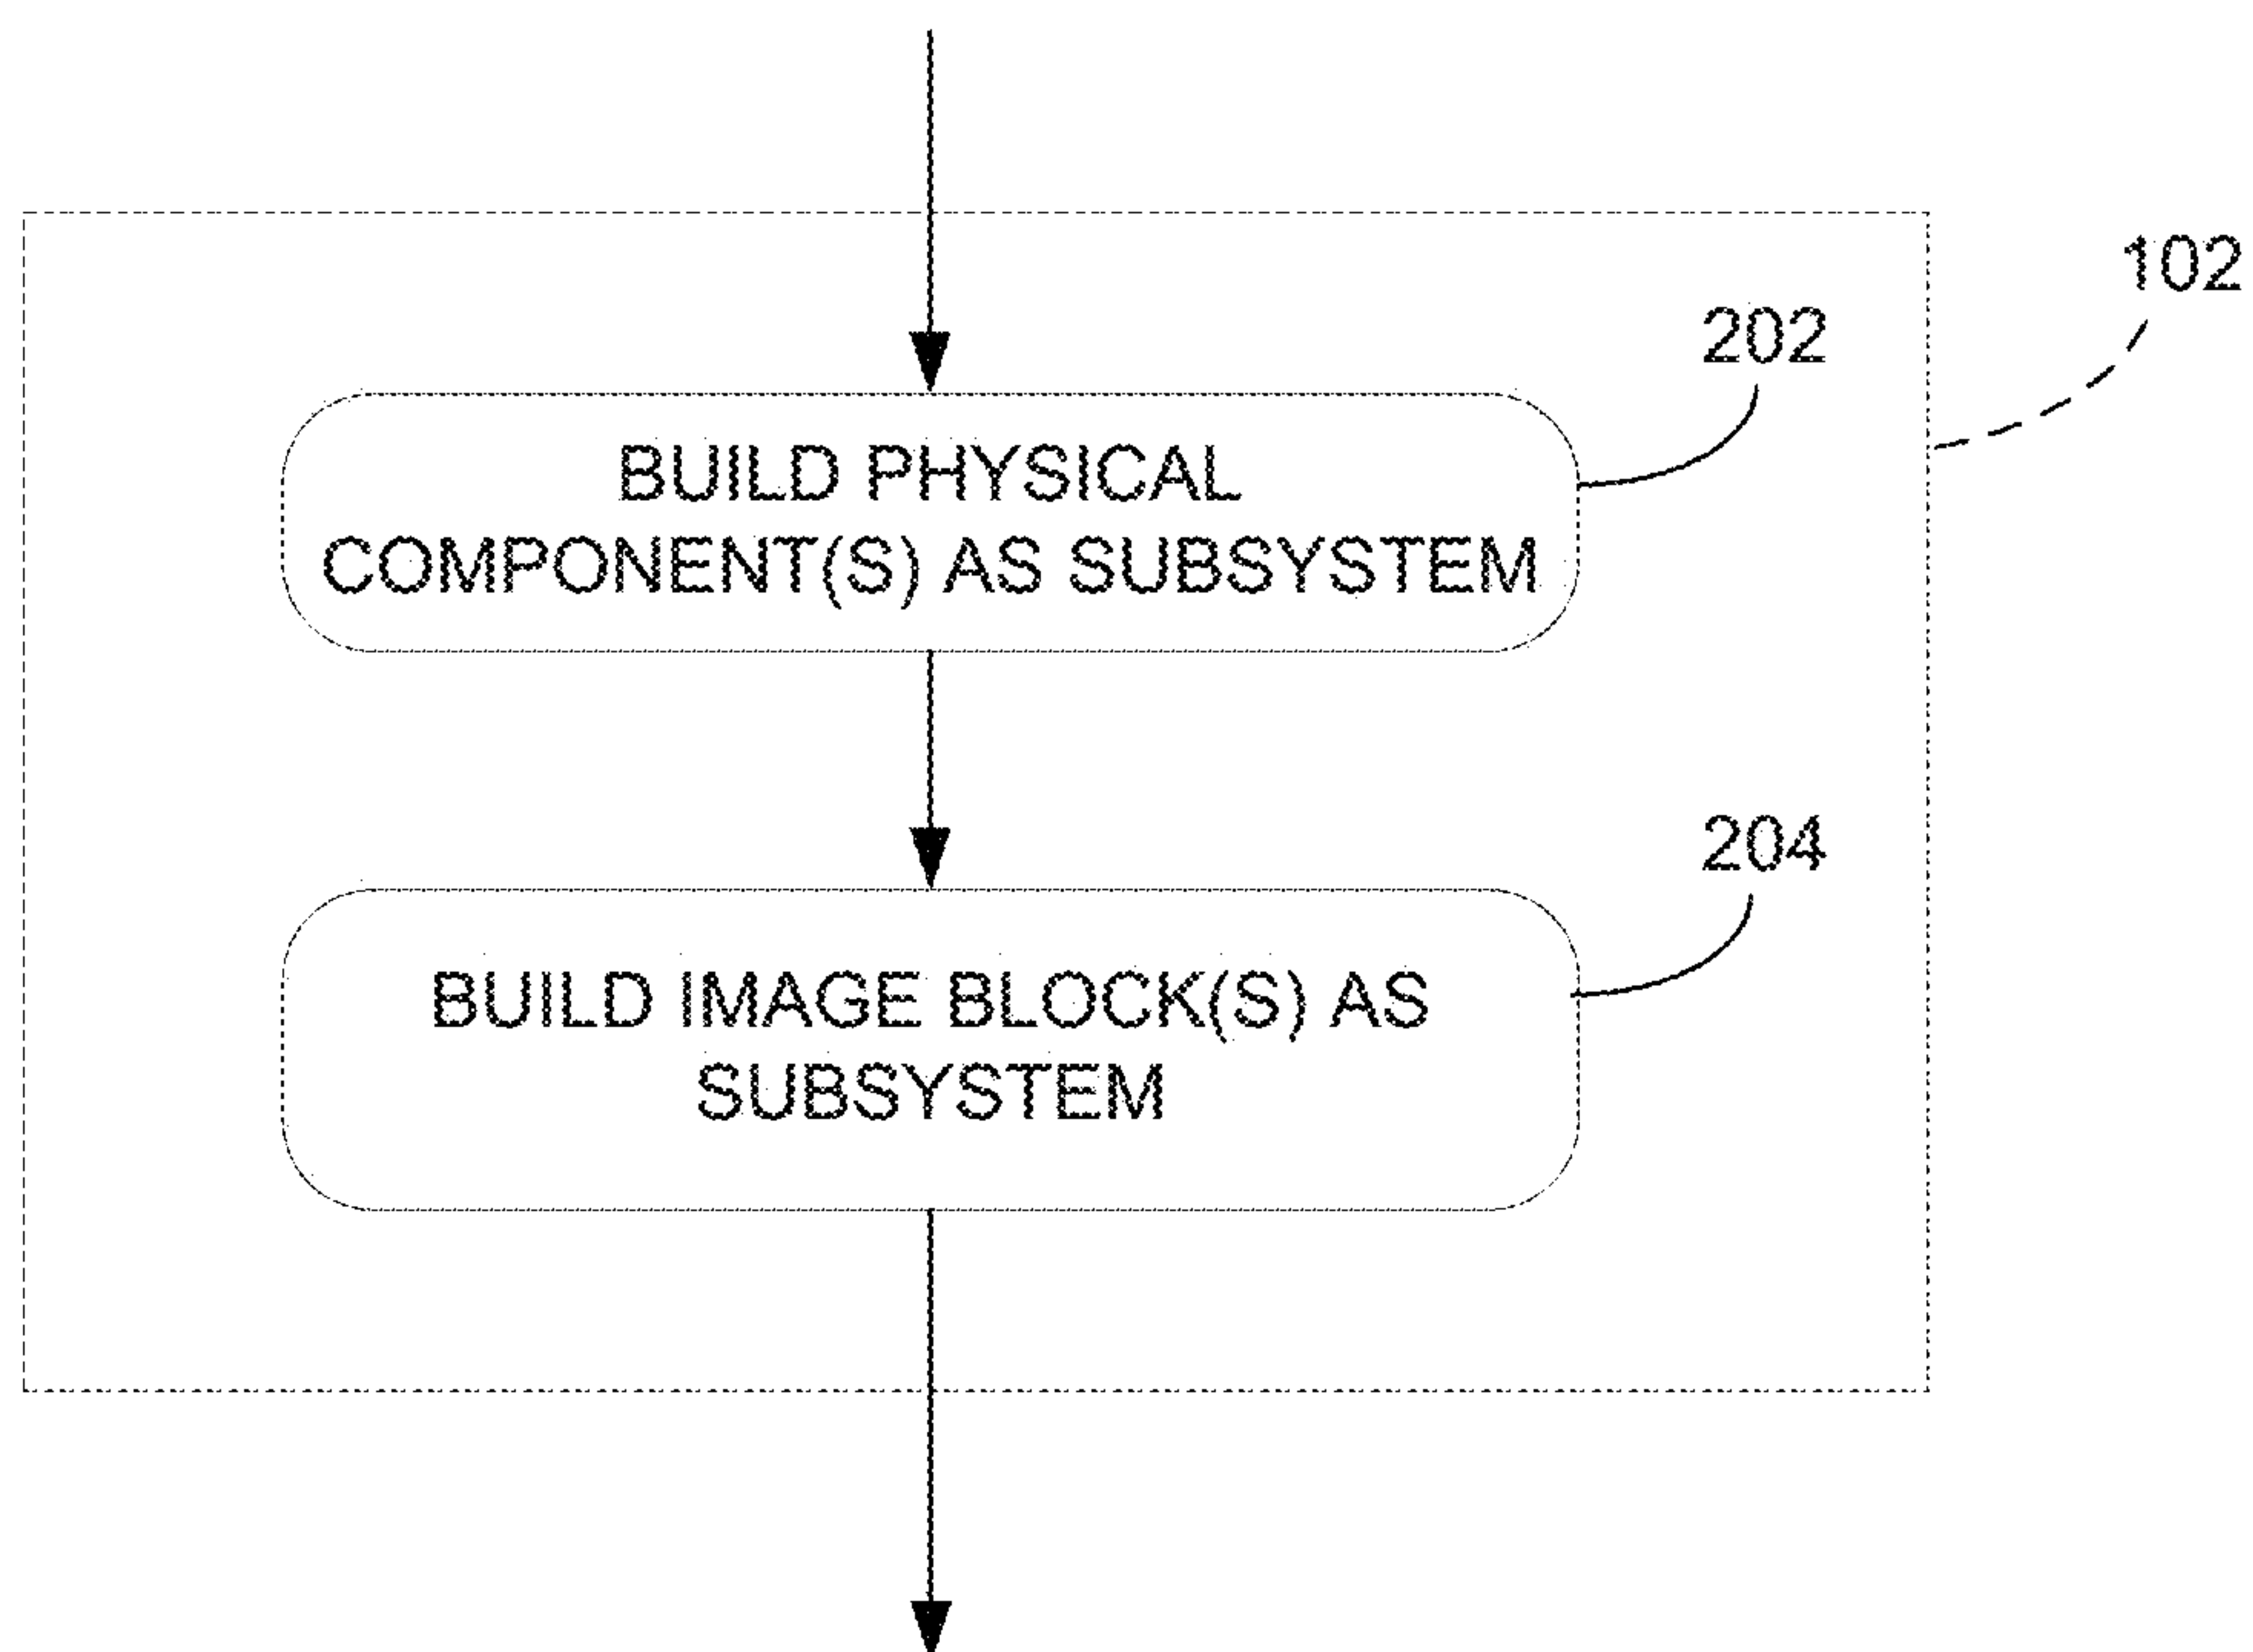 102
202
BUILD PHYSICAL
COMPONENT(S) AS SUBSYSTEM
204
BUILD IMAGE BLOCK(S) AS
SUBSYSTEM